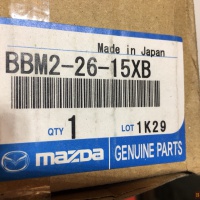 Made in Japan
BBM2-26-15XB
QTY 1 LOT 1K29
mazda GENUINE PARTS